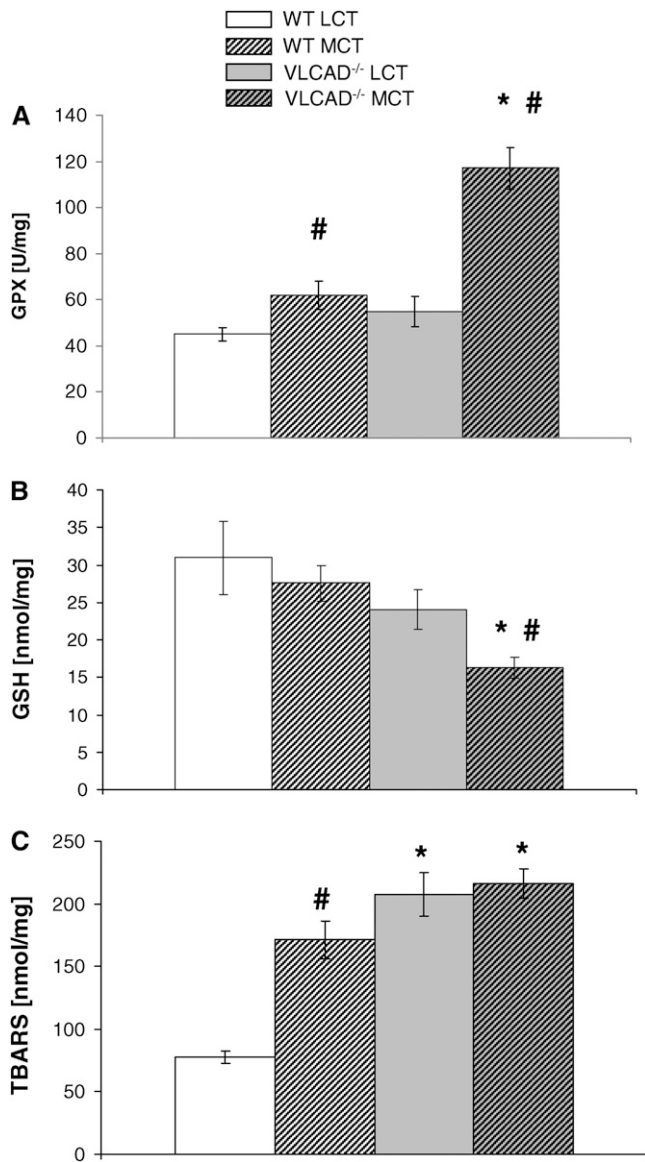 WT LCT
WT MCT
VLCAD-/- LCT
VLCAD-/- MCT
A
140
120
100
80
60
40
20
0
GPX [U/mg]
#
* #
B
40
35
30
25
20
15
10
5
0
GSH [nmol/mg]
* #
C
250
200
150
100
50
0
TBARS [nmol/mg]
#
*
*